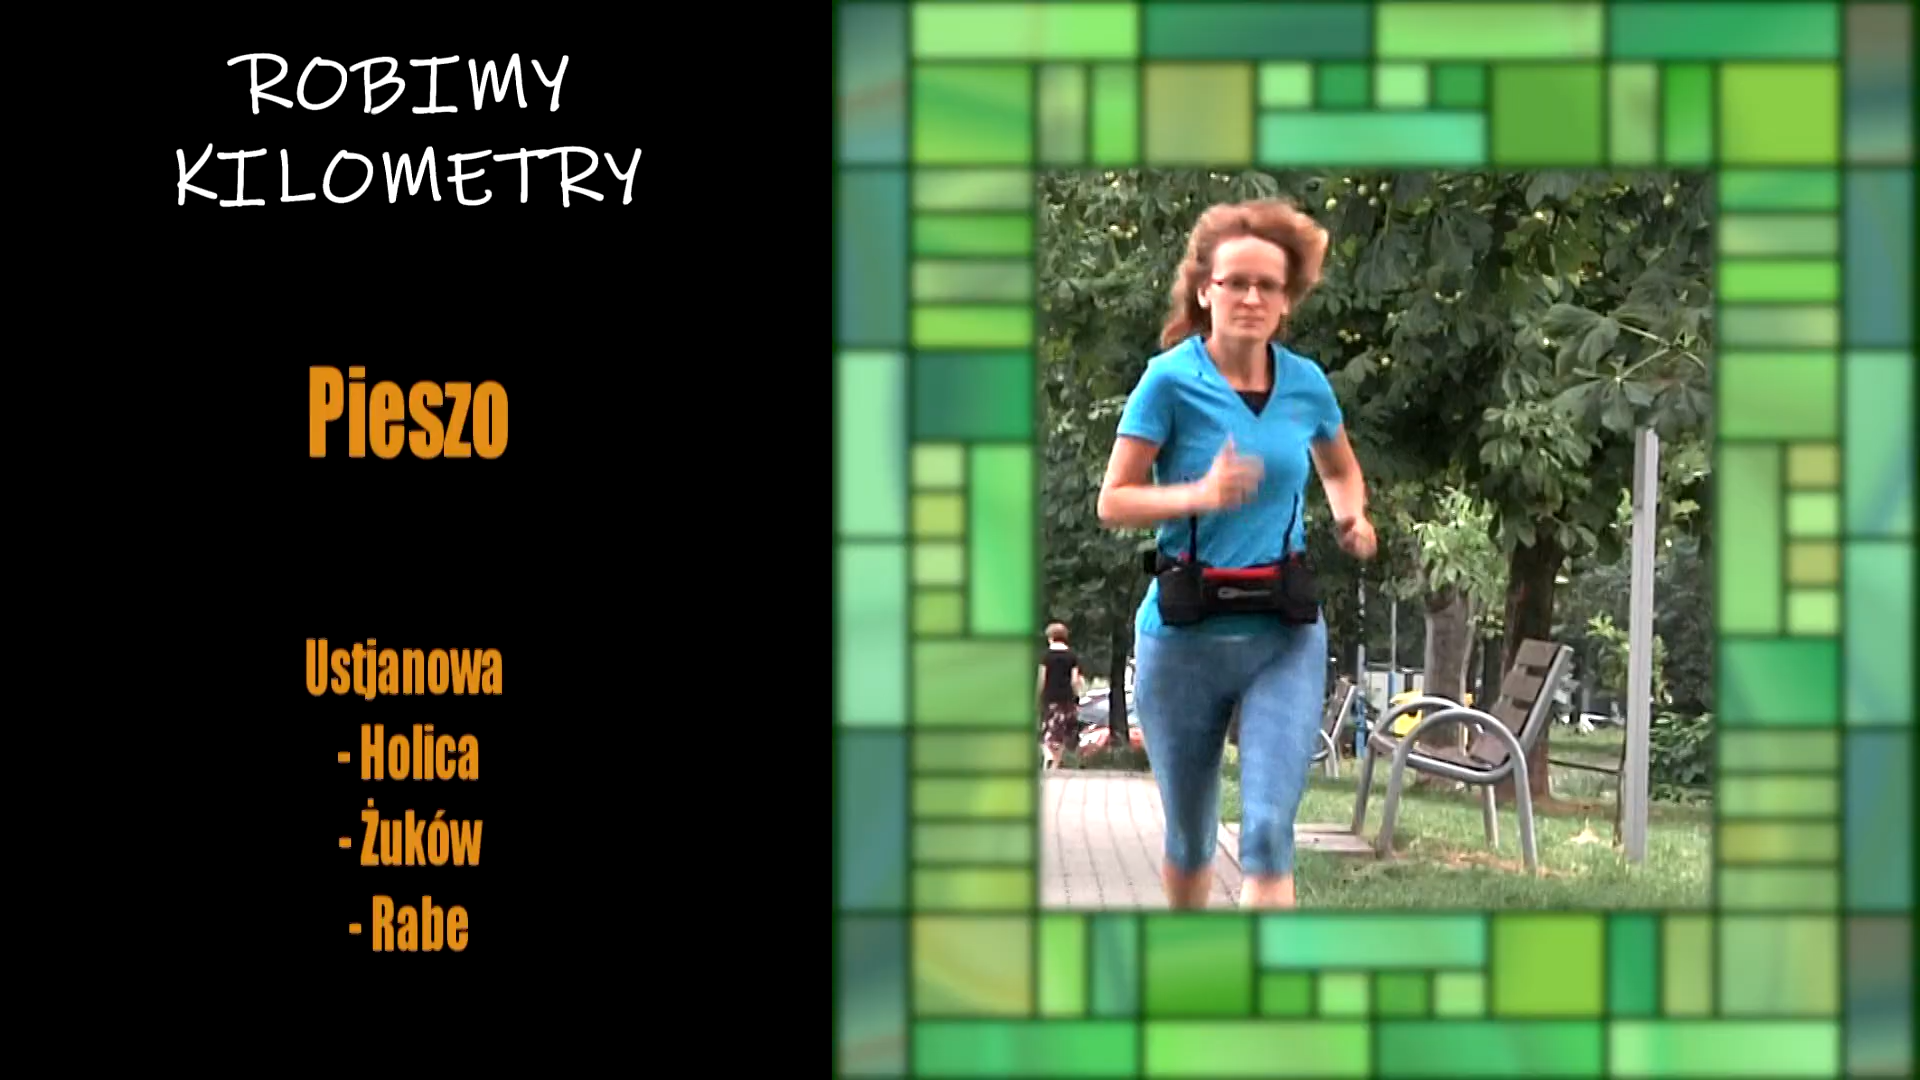 ROBIMY
KILOMETRY
Pieszo
Ustjanowa
- Holica
- Żuków
- Rabe